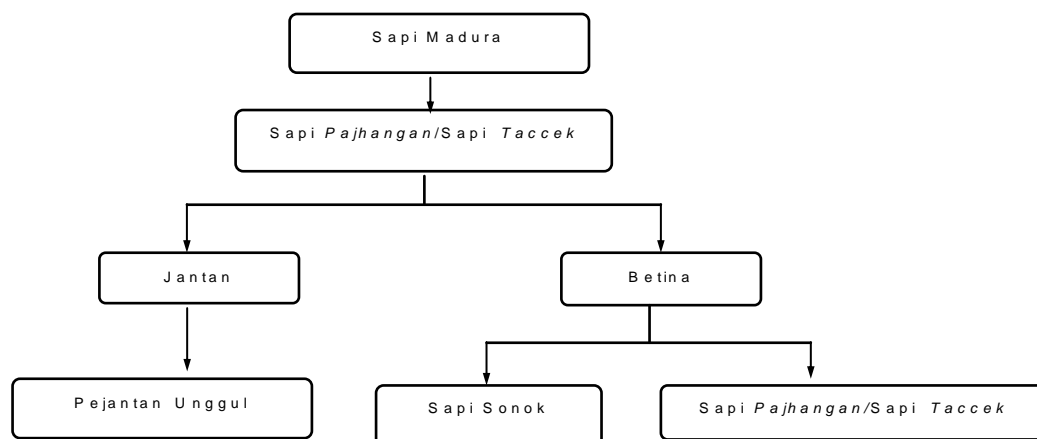 Sapi Madura
Sapi Pajhangan/Sapi Taccek
Jantan
Betina
Pejantan Unggul
Sapi Sonok
Sapi Pajhangan/Sapi Taccek